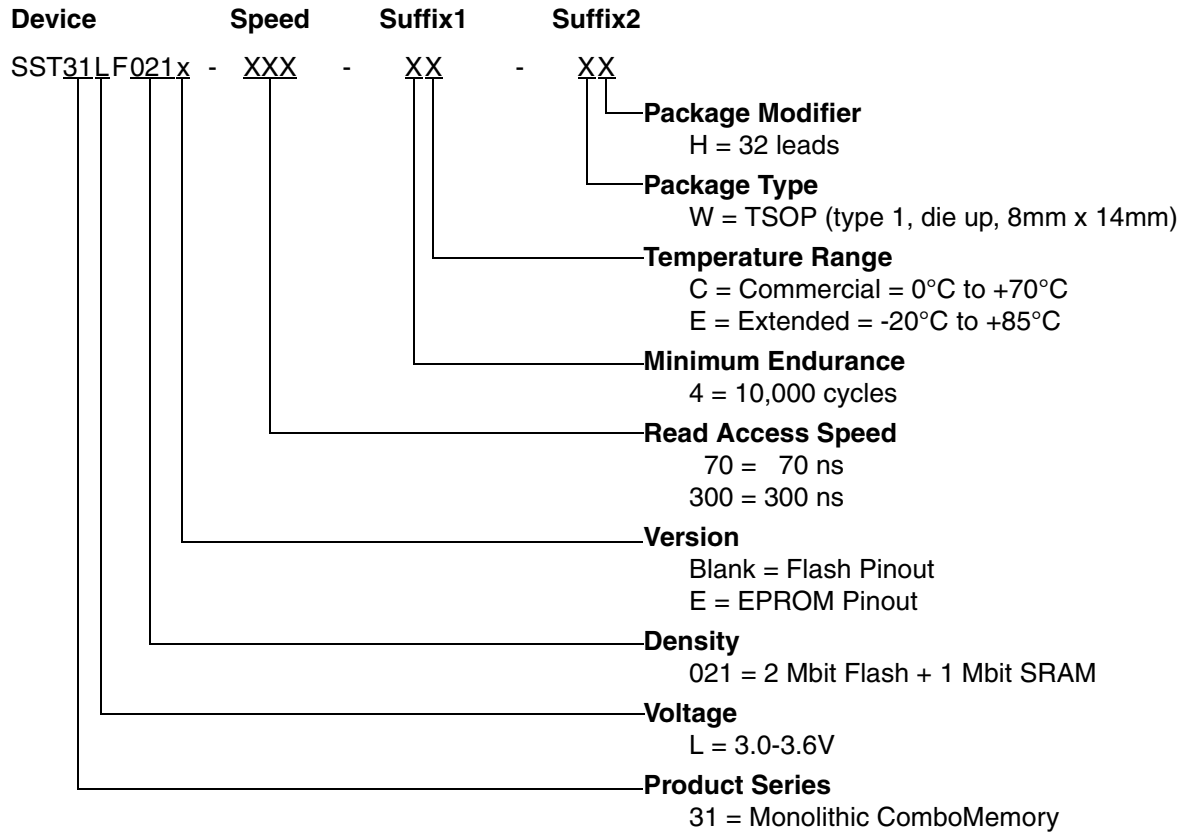 Device Speed Suffix1 Suffix2
SST31LF021x - XXX - XX - XX
Package Modifier
H = 32 leads
Package Type
W = TSOP (type 1, die up, 8mm x 14mm)
Temperature Range
C = Commercial = 0°C to +70°C
E = Extended = -20°C to +85°C
Minimum Endurance
4 = 10,000 cycles
Read Access Speed
70 = 70 ns
300 = 300 ns
Version
Blank = Flash Pinout
E = EPROM Pinout
Density
021 = 2 Mbit Flash + 1 Mbit SRAM
Voltage
L = 3.0-3.6V
Product Series
31 = Monolithic ComboMemory